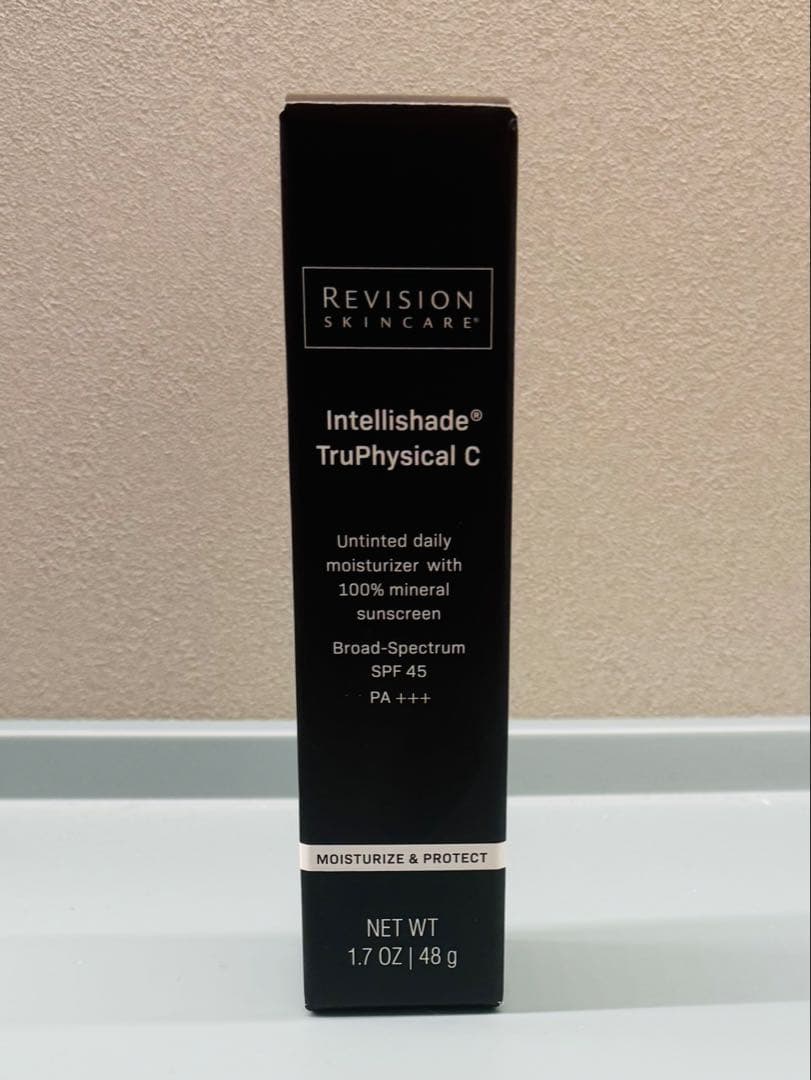 REVISION
SKINCARE®
Intellishade®
TruPhysical C
Untinted daily
moisturizer with
100% mineral
sunscreen
Broad-Spectrum
SPF 45
PA +++
MOISTURIZE & PROTECT
NET WT
1.7 OZ | 48 g